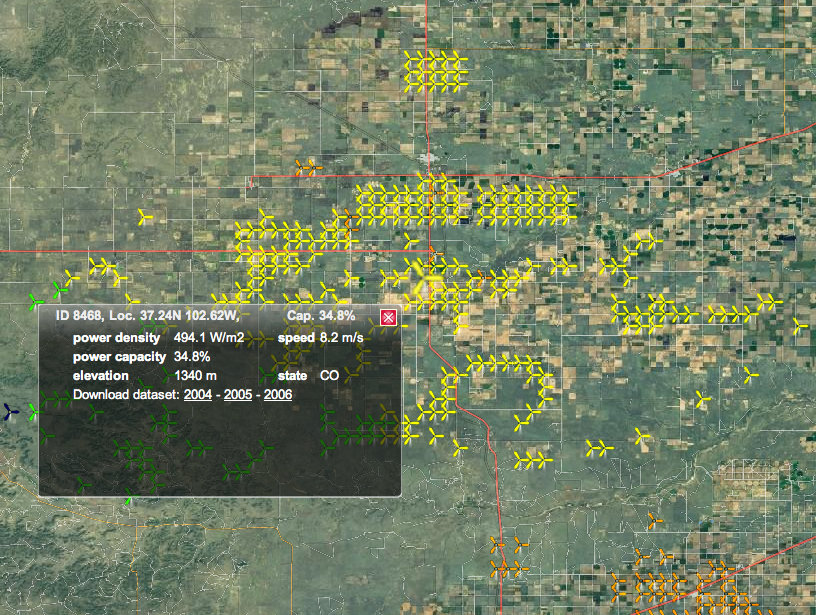 ID 8468, Loc. 37.24N 102.62W, Cap. 34.8%
power density 494.1 W/m2 speed 8.2 m/s
power capacity 34.8%
elevation 1340 m state CO
Download dataset: 2004 - 2005 - 2006